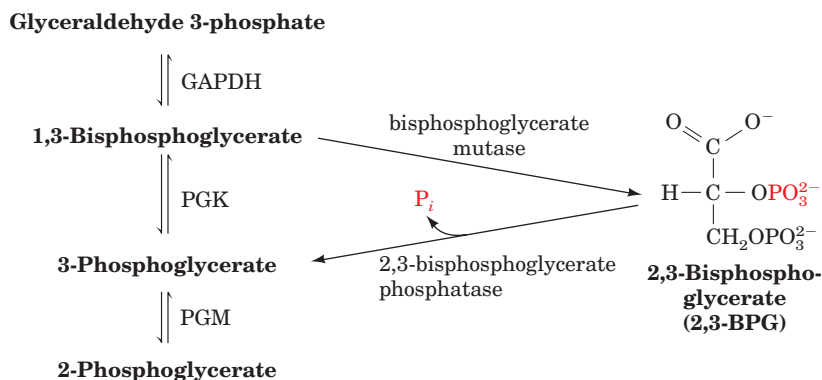 Glyceraldehyde 3-phosphate
GAPDH
1,3-Bisphosphoglycerate
bisphosphoglycerate
mutase
PGK
P𝑖
3-Phosphoglycerate
2,3-bisphosphoglycerate
phosphatase
PGM
2-Phosphoglycerate
O O⁻
C
H—C—OPO₃²⁻
CH₂OPO₃²⁻
2,3-Bisphospho-
glycerate
(2,3-BPG)